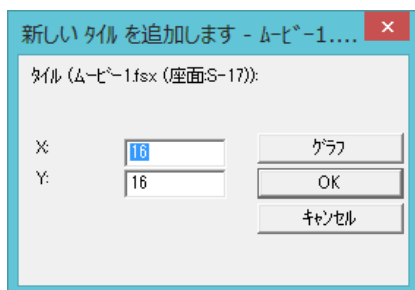 新しい ﾀｲﾙ を追加します - ﾑｰﾋﾞｰ1....
ﾀｲﾙ (ﾑｰﾋﾞｰ1.fsx (座面:S-17)):
X:
16
グラフ
Y:
16
OK
ｷｬﾝｾﾙ